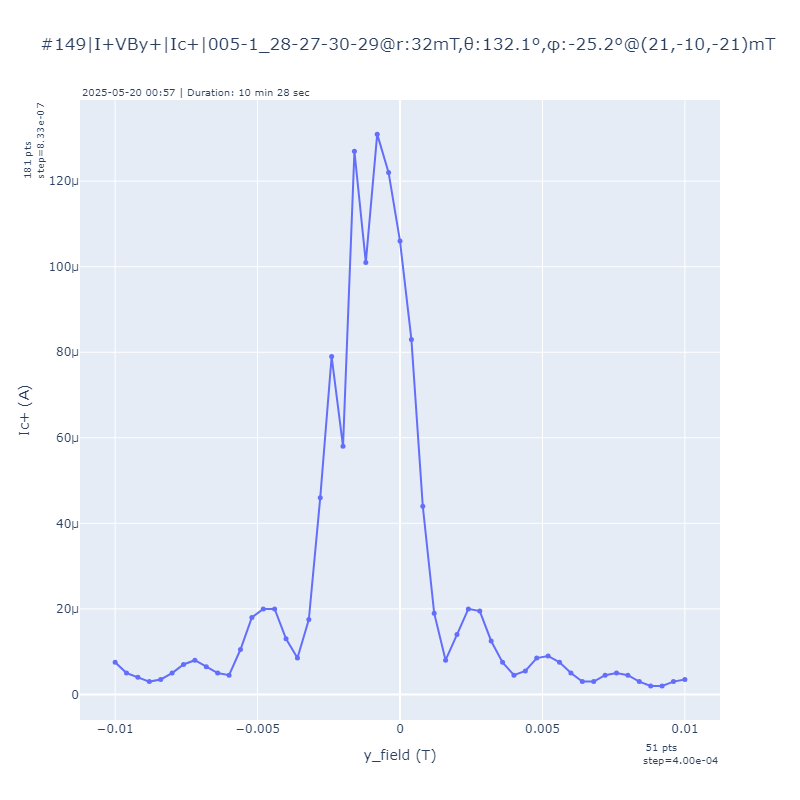 #149|I+VBy+|Ic+|005-1_28-27-30-29@r:32mT,θ:132.1°,φ:-25.2°@(21,-10,-21)mT
2025-05-20 00:57 | Duration: 10 min 28 sec
181 pts
step=8.33e-07
120μ
100μ
80μ
60μ
40μ
20μ
0
Ic+ (A)
−0.01
−0.005
0
0.005
0.01
y_field (T)
51 pts
step=4.00e-04